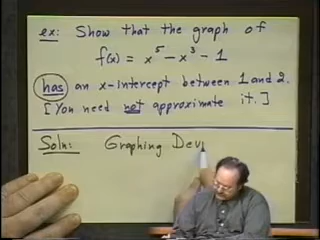 ex: Show that the graph of
f(x) = x⁵ - x³ - 1
has an x-intercept between 1 and 2.
[You need not approximate it.]
Soln: Graphing Dev